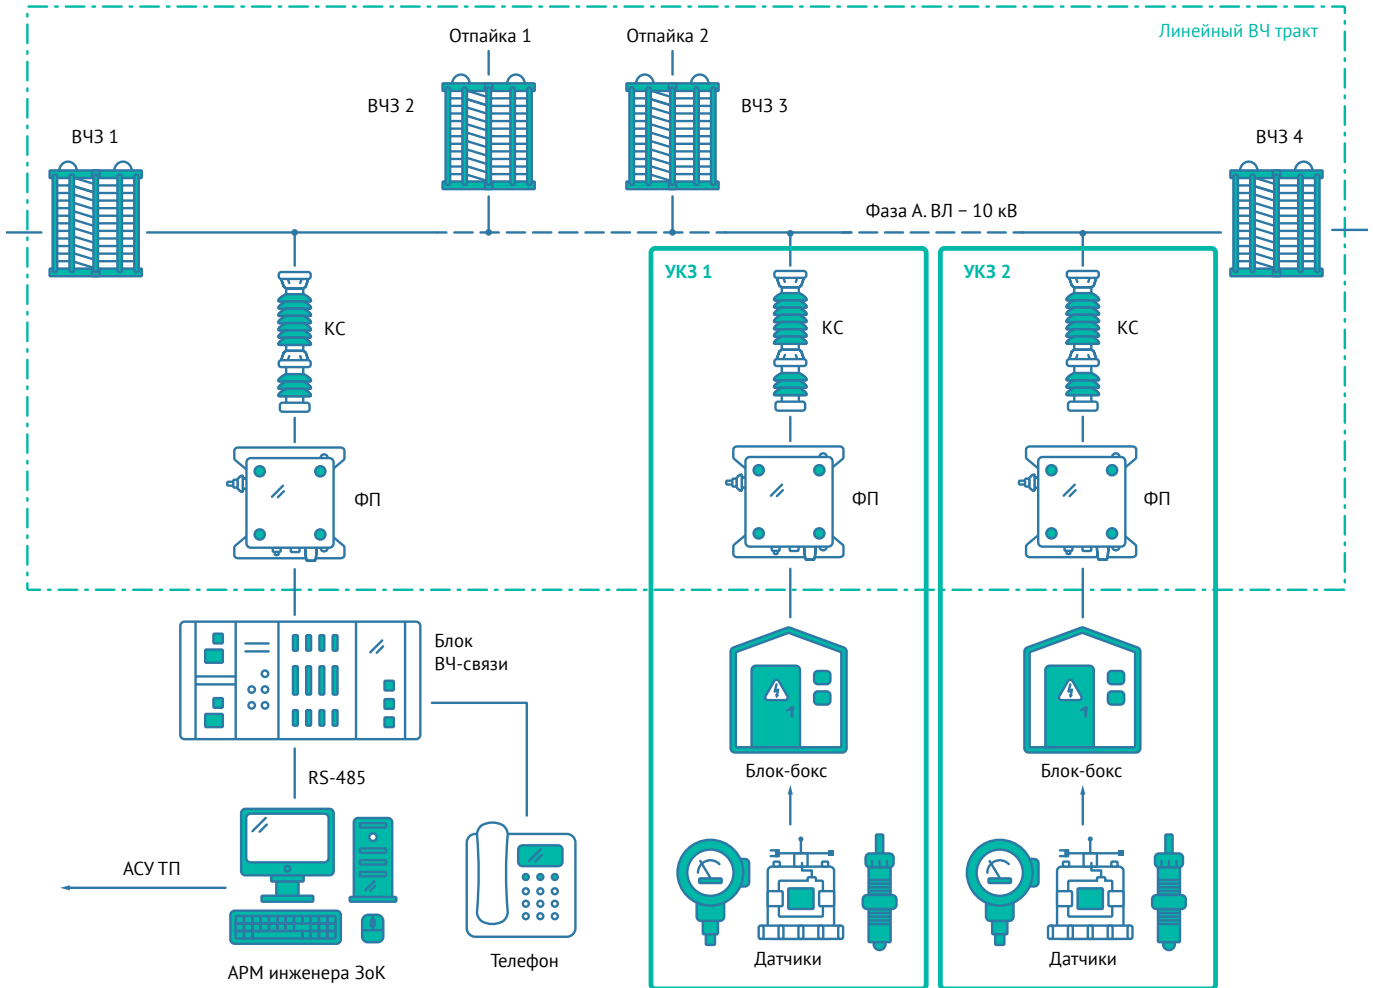 Отпайка 1
Отпайка 2
Линейный ВЧ тракт
ВЧЗ 2
ВЧЗ 3
ВЧЗ 1
ВЧЗ 4
Фаза А. ВЛ – 10 кВ
УКЗ 1
УКЗ 2
КС
КС
КС
ФП
ФП
ФП
Блок
ВЧ-связи
RS-485
Блок-бокс
Блок-бокс
АСУ ТП
АРМ инженера ЗоК
Телефон
Датчики
Датчики